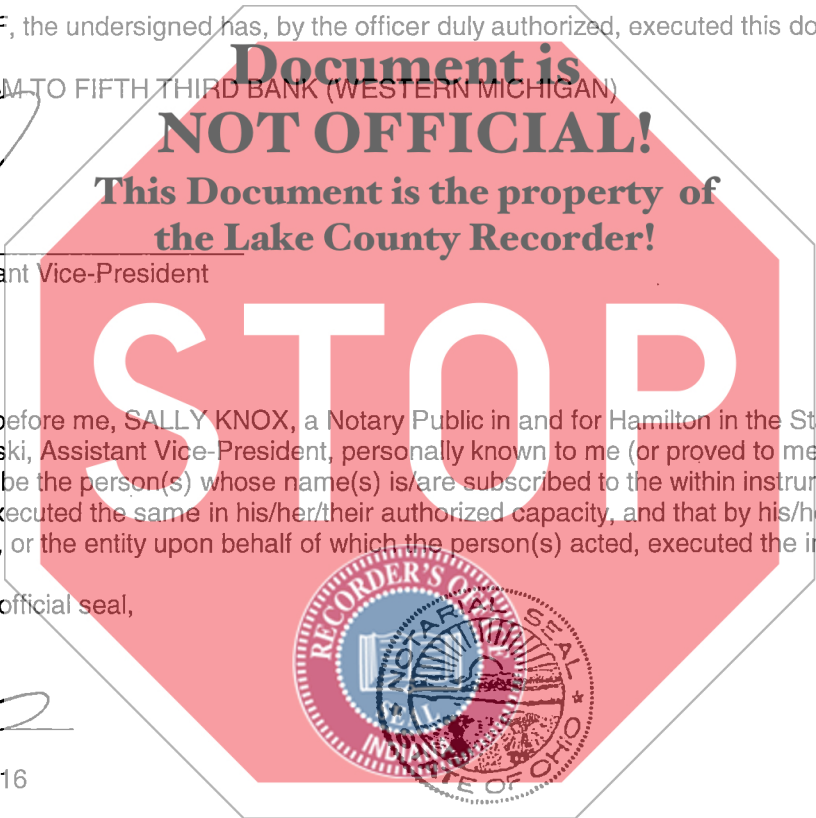 , the undersigned has, by the officer duly authorized, executed this do
Document is
M TO FIFTH THIRD BANK (WESTERN MICHIGAN)
NOT OFFICIAL!
This Document is the property of
the Lake County Recorder!
ant Vice-President
STOP
before me, SALLY KNOX, a Notary Public in and for Hamilton in the St
ski, Assistant Vice-President, personally known to me (or proved to me
be the person(s) whose name(s) is/are subscribed to the within instru
xecuted the same in his/her/their authorized capacity, and that by his/h
, or the entity upon behalf of which the person(s) acted, executed the i
RECORDER'S OFFICE
NOTARIAL SEAL
official seal,
SEAL
INDIANA
STATE OF OHIO
16